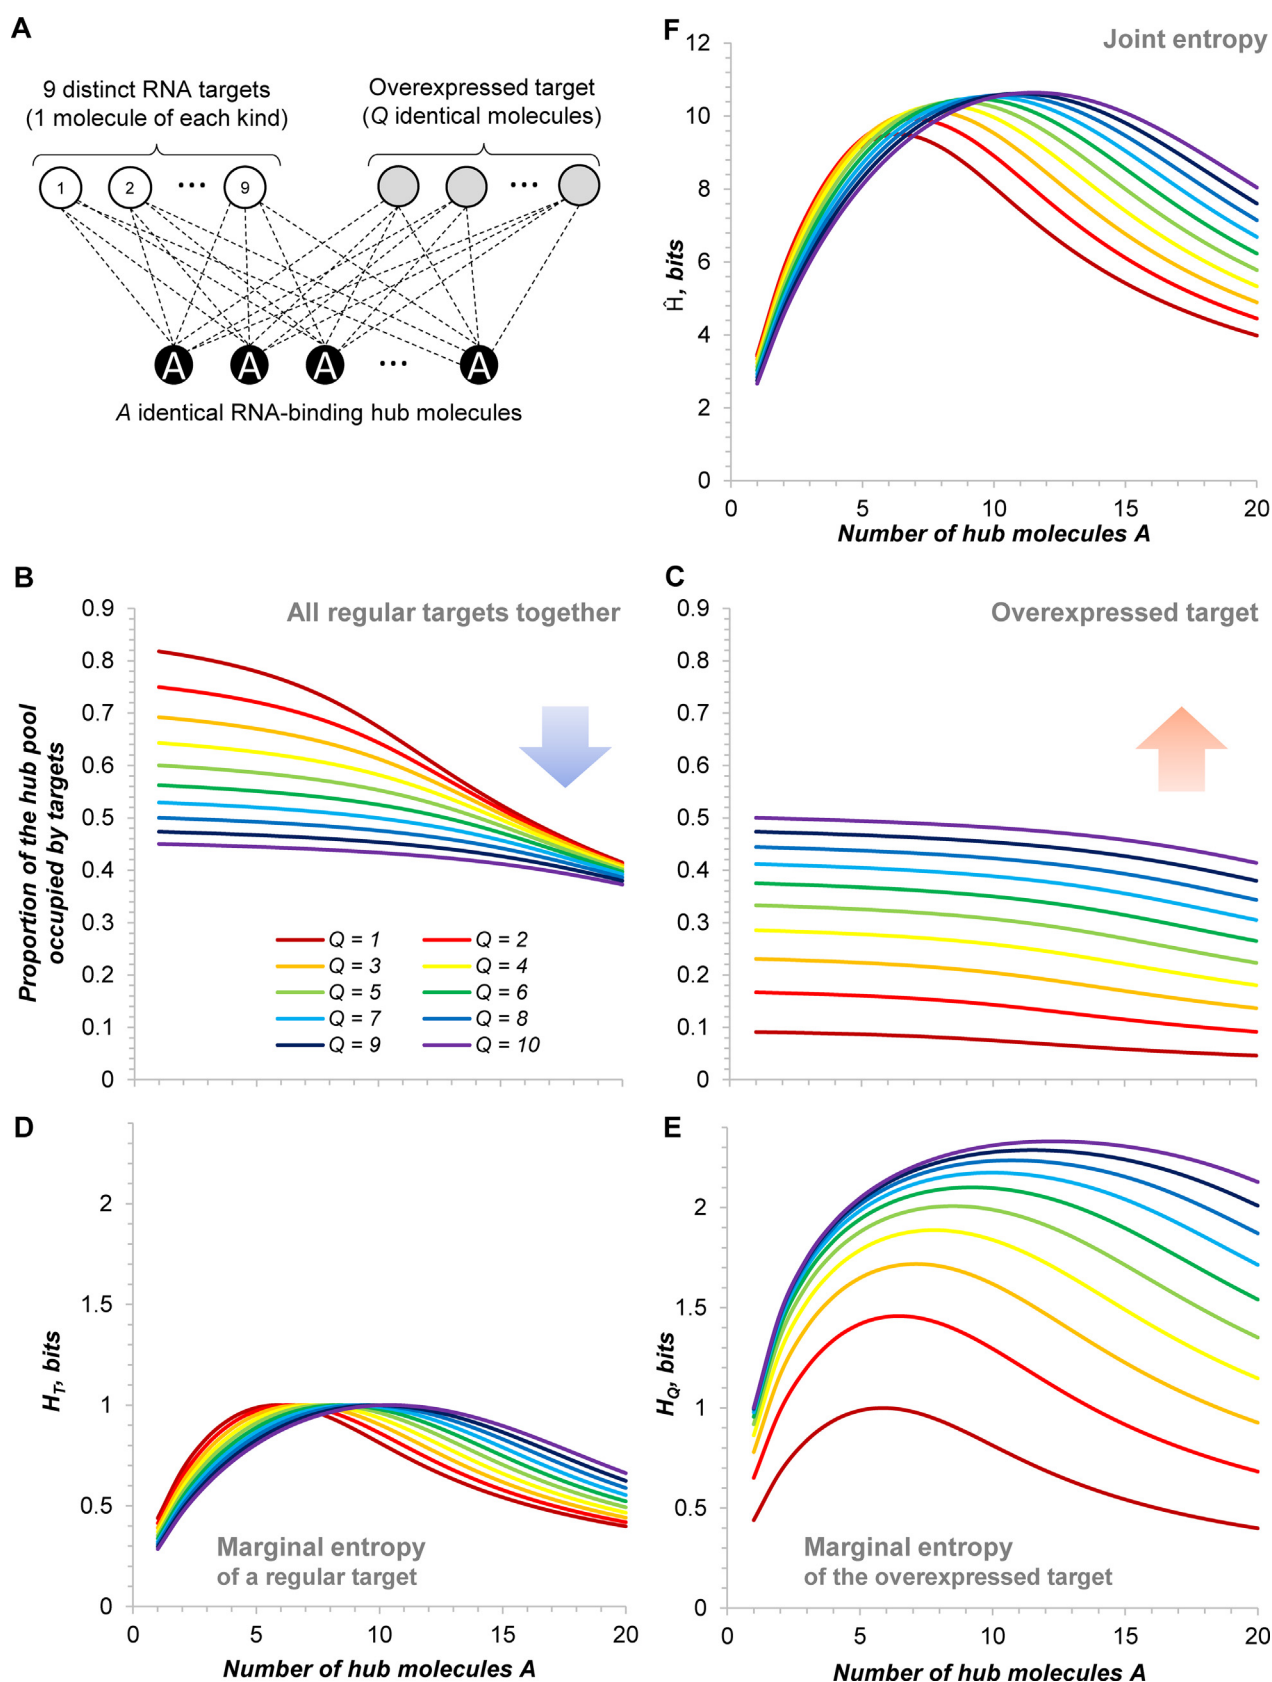 A
9 distinct RNA targets
(1 molecule of each kind)
Overexpressed target
(Q identical molecules)
1
2
...
9
...
A
A
A
...
A
A identical RNA-binding hub molecules
F
Joint entropy
12
10
8
6
4
2
0
Ĥ, bits
0
5
10
15
20
Number of hub molecules A
B
All regular targets together
0.9
0.8
0.7
0.6
0.5
0.4
0.3
0.2
0.1
0
Proportion of the hub pool
occupied by targets
Q = 1
Q = 2
Q = 3
Q = 4
Q = 5
Q = 6
Q = 7
Q = 8
Q = 9
Q = 10
C
Overexpressed target
0.9
0.8
0.7
0.6
0.5
0.4
0.3
0.2
0.1
0
D
2
1.5
1
0.5
0
H_T, bits
Marginal entropy
of a regular target
0
5
10
15
20
Number of hub molecules A
E
2
1.5
1
0.5
0
H_Q, bits
Marginal entropy
of the overexpressed target
0
5
10
15
20
Number of hub molecules A